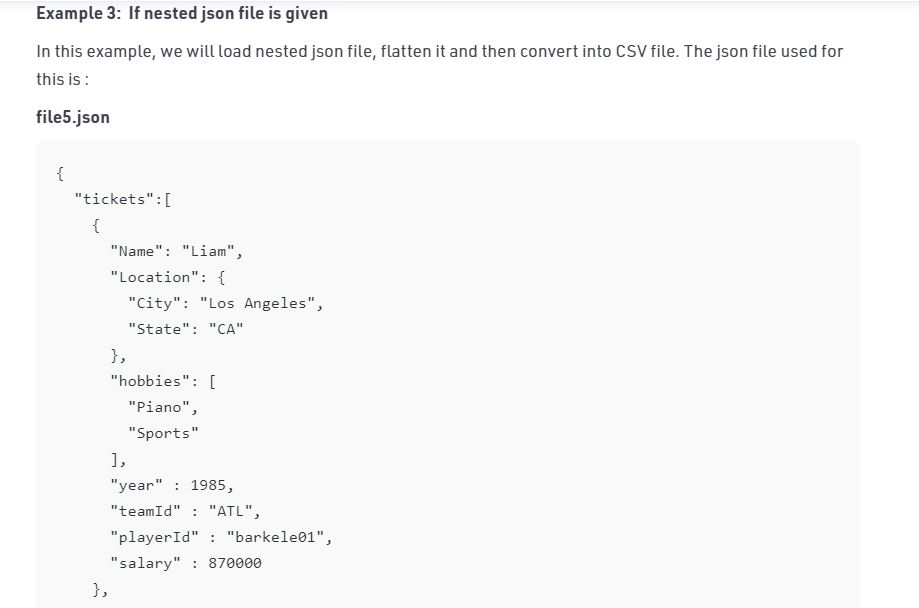 Example 3: If nested json file is given
In this example, we will load nested json file, flatten it and then convert into CSV file. The json file used for
this is :
file5.json
{
"tickets":[
{
"Name": "Liam",
"Location": {
"City": "Los Angeles",
"State": "CA"
},
"hobbies": [
"Piano",
"Sports"
],
"year" : 1985,
"teamId" : "ATL",
"playerId" : "barkele01",
"salary" : 870000
},